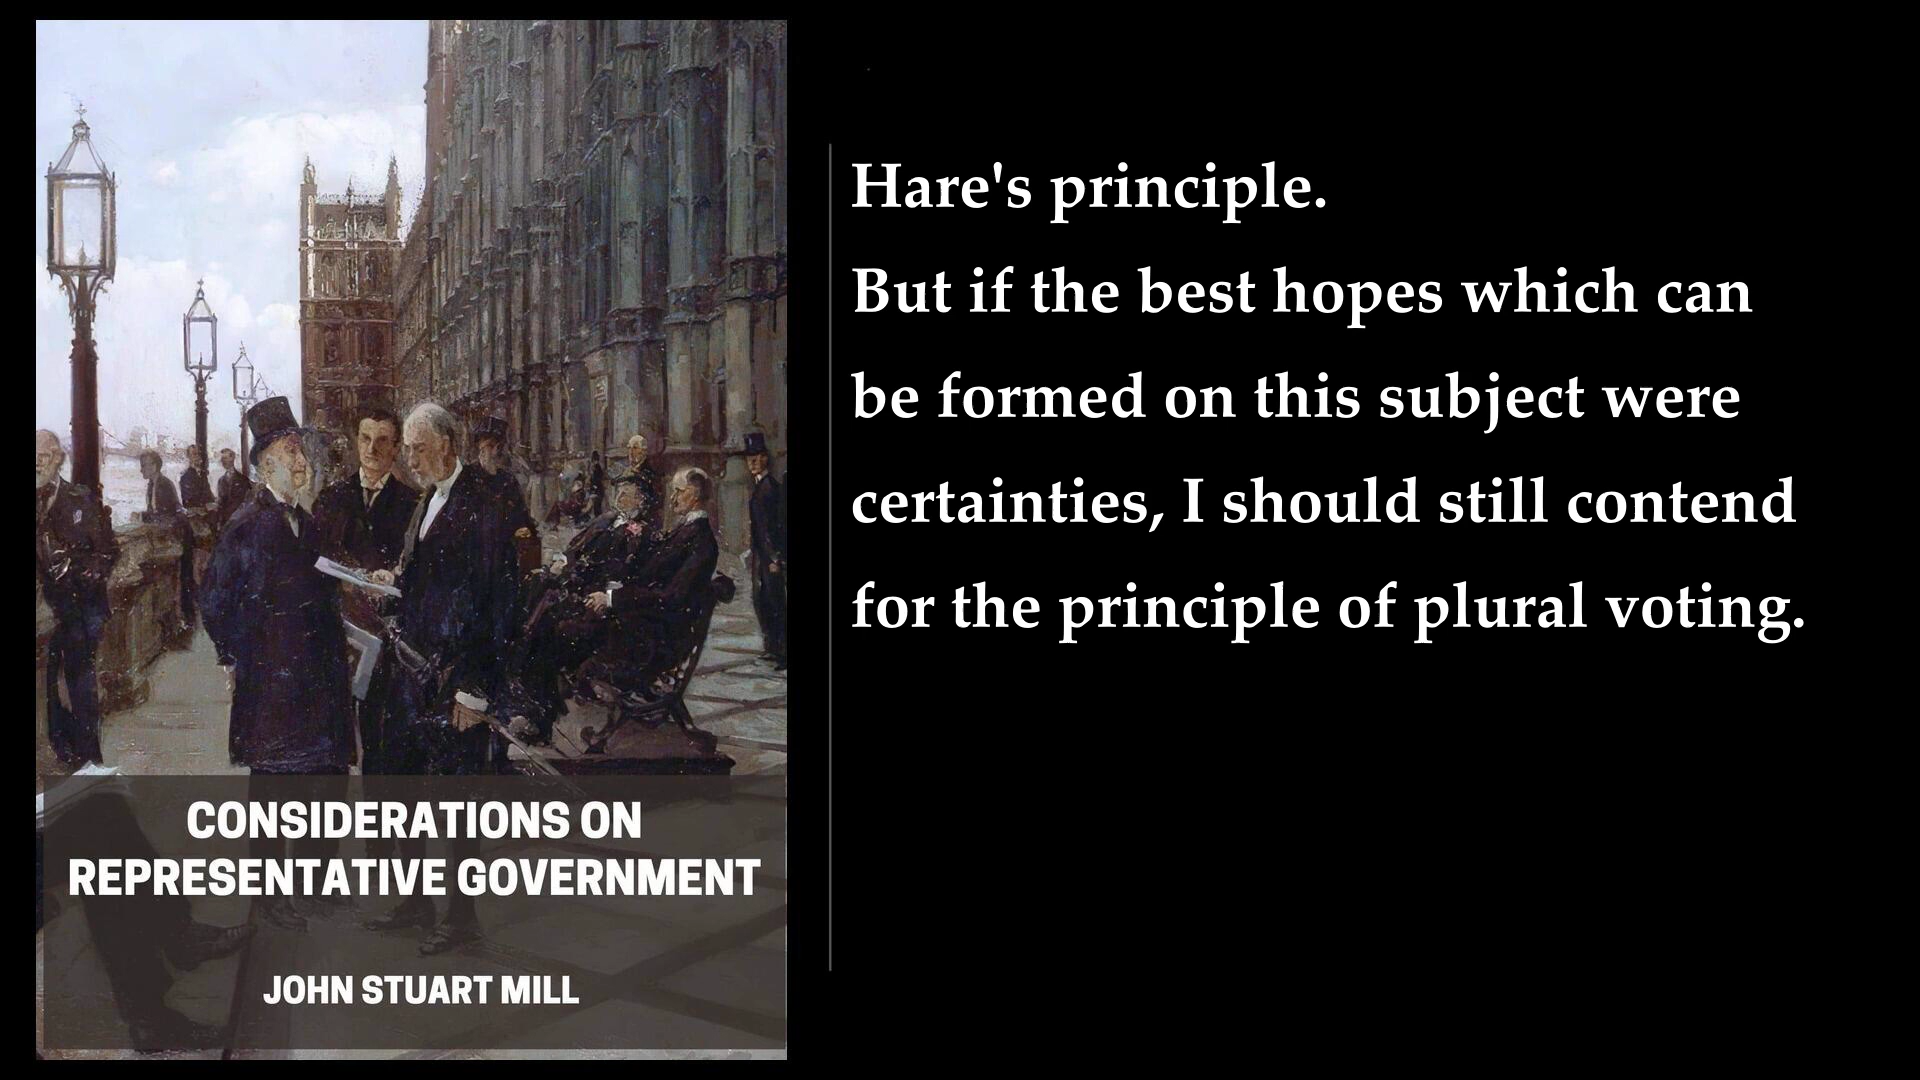 Hare's principle.
But if the best hopes which can
be formed on this subject were
certainties, I should still contend
for the principle of plural voting.
CONSIDERATIONS ON
REPRESENTATIVE GOVERNMENT
JOHN STUART MILL